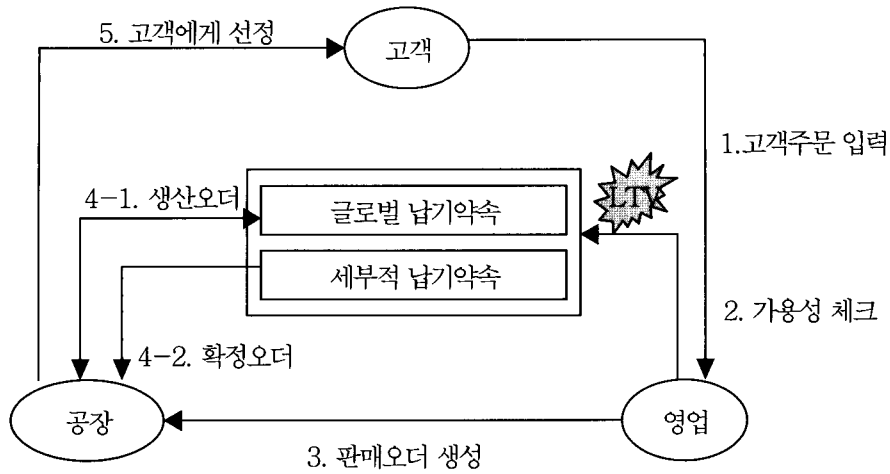 5. 고객에게 선정
고객
1.고객주문 입력
4-1. 생산오더
글로벌 납기약속
LTV
세부적 납기약속
2. 가용성 체크
4-2. 확정오더
공장
영업
3. 판매오더 생성